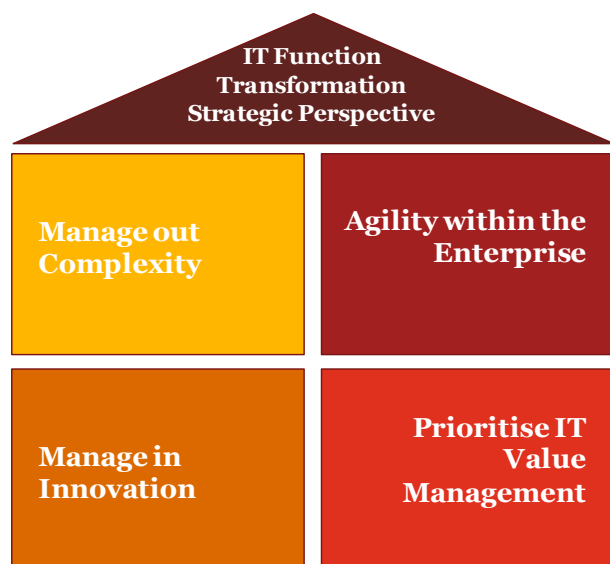 IT Function
Transformation
Strategic Perspective
Manage out
Complexity
Agility within the
Enterprise
Manage in
Innovation
Prioritise IT
Value
Management